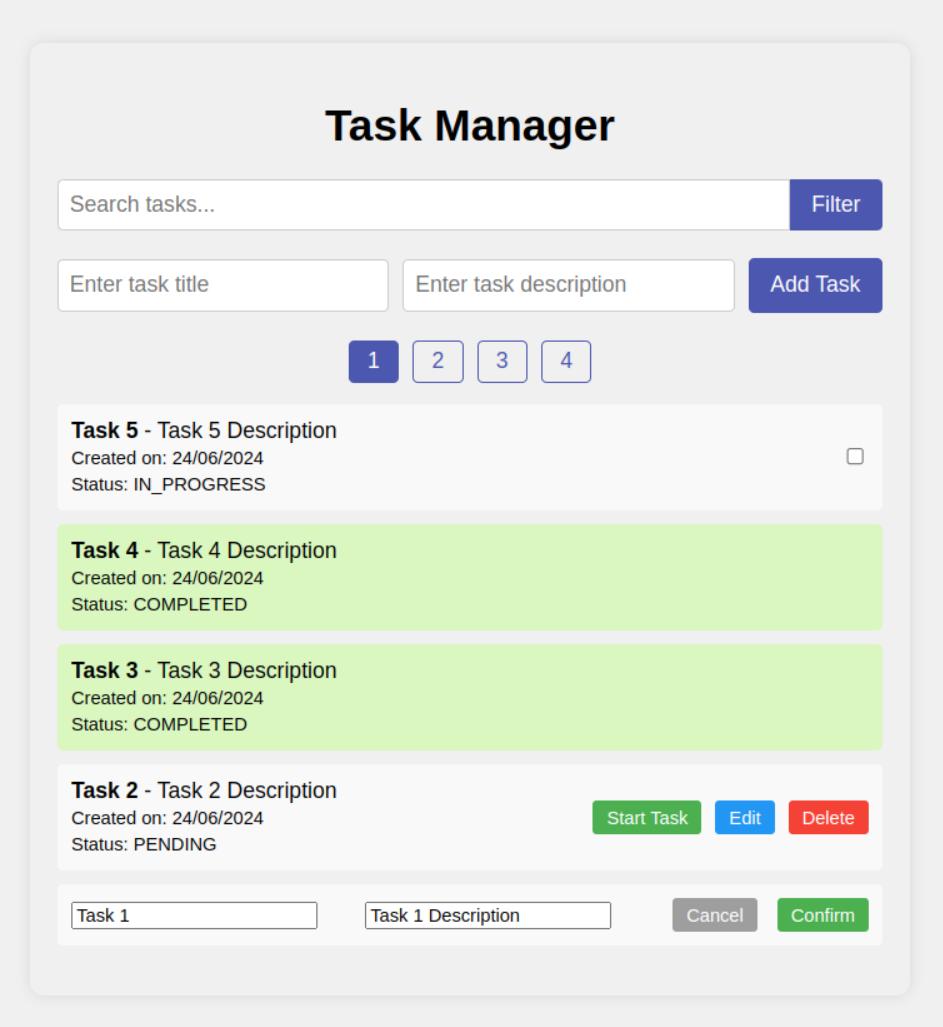 Task Manager
Search tasks... Filter
Enter task title Enter task description Add Task
1 2 3 4
Task 5 - Task 5 Description
Created on: 24/06/2024
Status: IN_PROGRESS
Task 4 - Task 4 Description
Created on: 24/06/2024
Status: COMPLETED
Task 3 - Task 3 Description
Created on: 24/06/2024
Status: COMPLETED
Task 2 - Task 2 Description
Created on: 24/06/2024
Status: PENDING
Start Task Edit Delete
Task 1 Task 1 Description Cancel Confirm